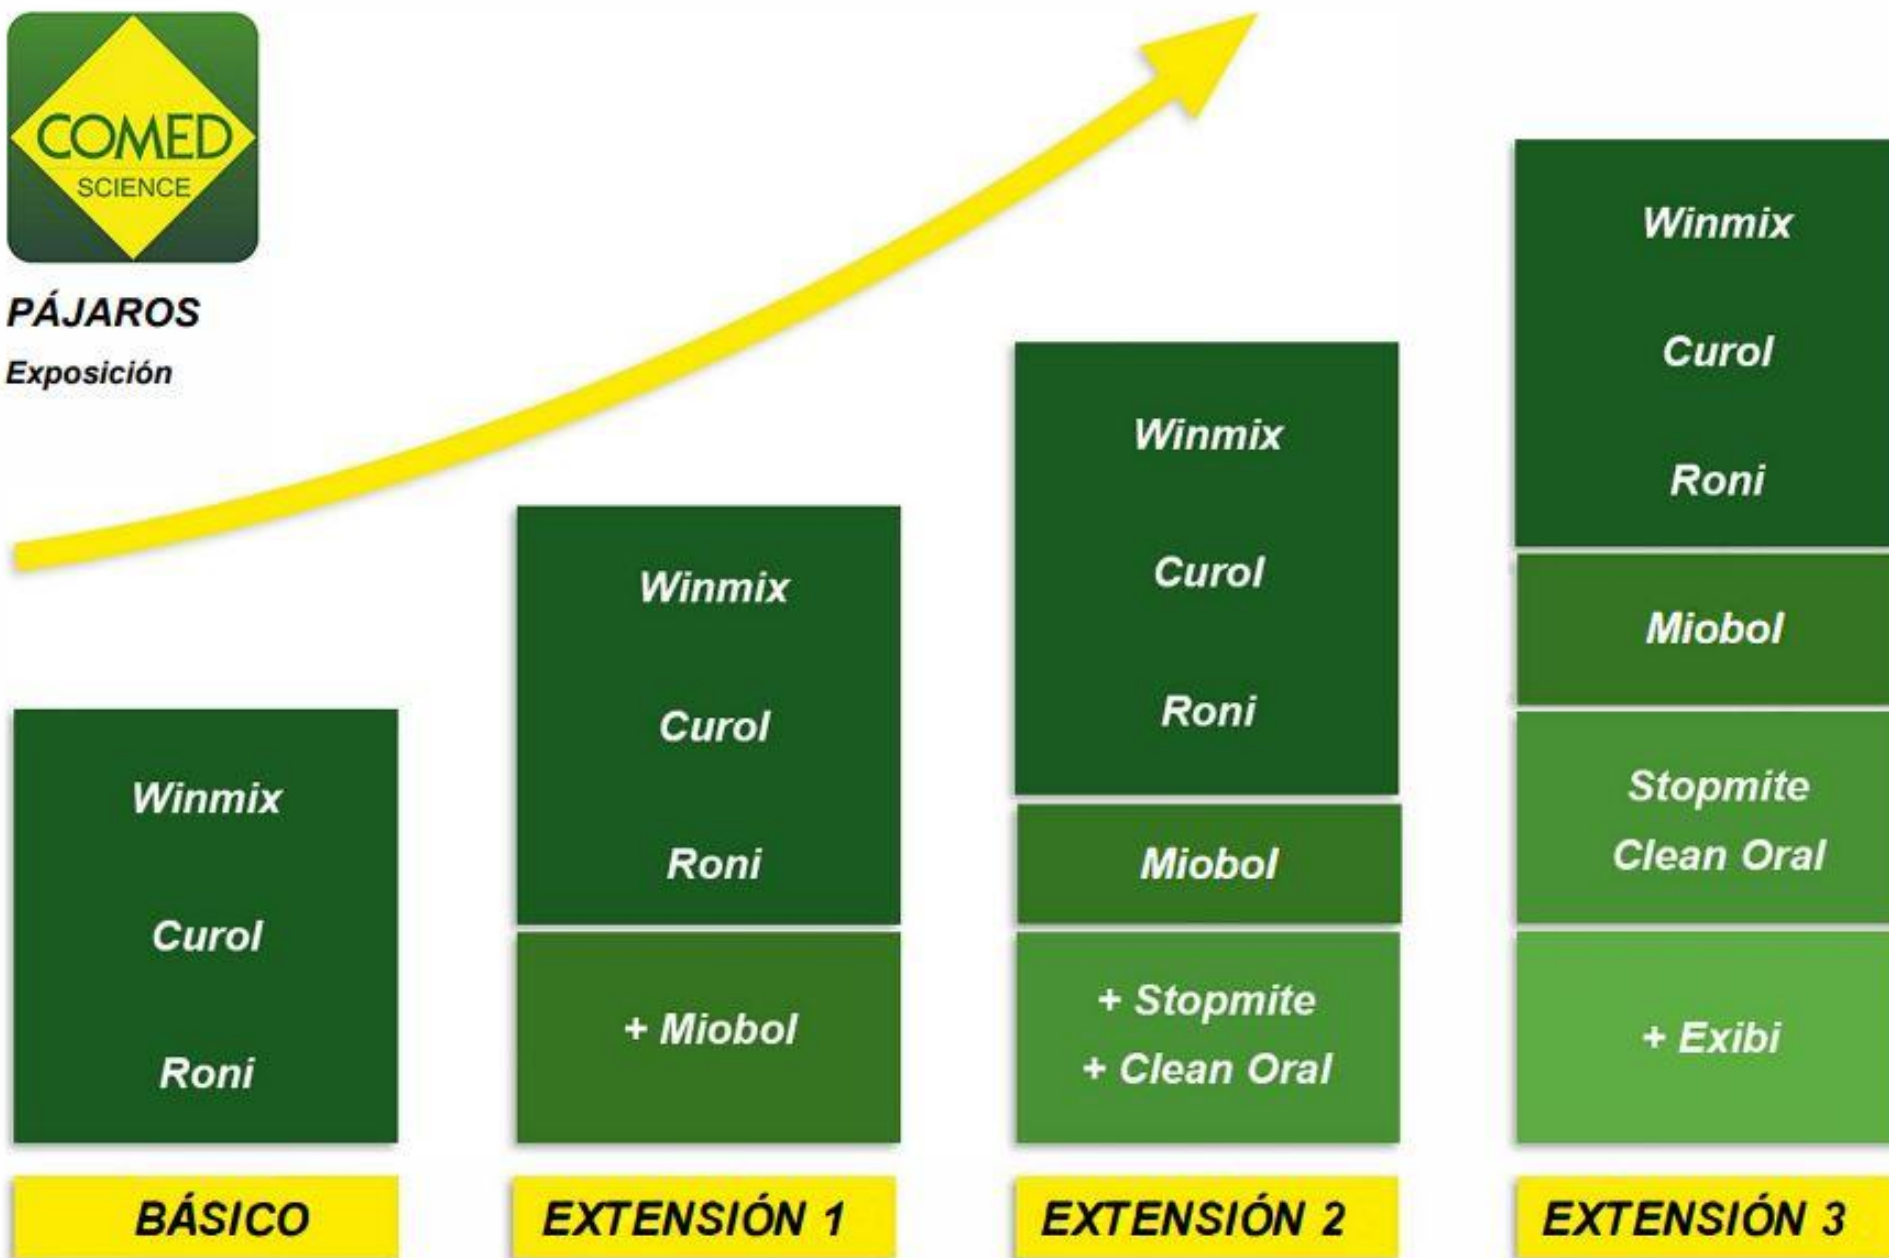 COMED
SCIENCE
PÁJAROS
Exposición
Winmix
Curol
Roni
BÁSICO
Winmix
Curol
Roni
+ Miobol
EXTENSIÓN 1
Winmix
Curol
Roni
Miobol
+ Stopmite
+ Clean Oral
EXTENSIÓN 2
Winmix
Curol
Roni
Miobol
Stopmite
Clean Oral
+ Exibi
EXTENSIÓN 3